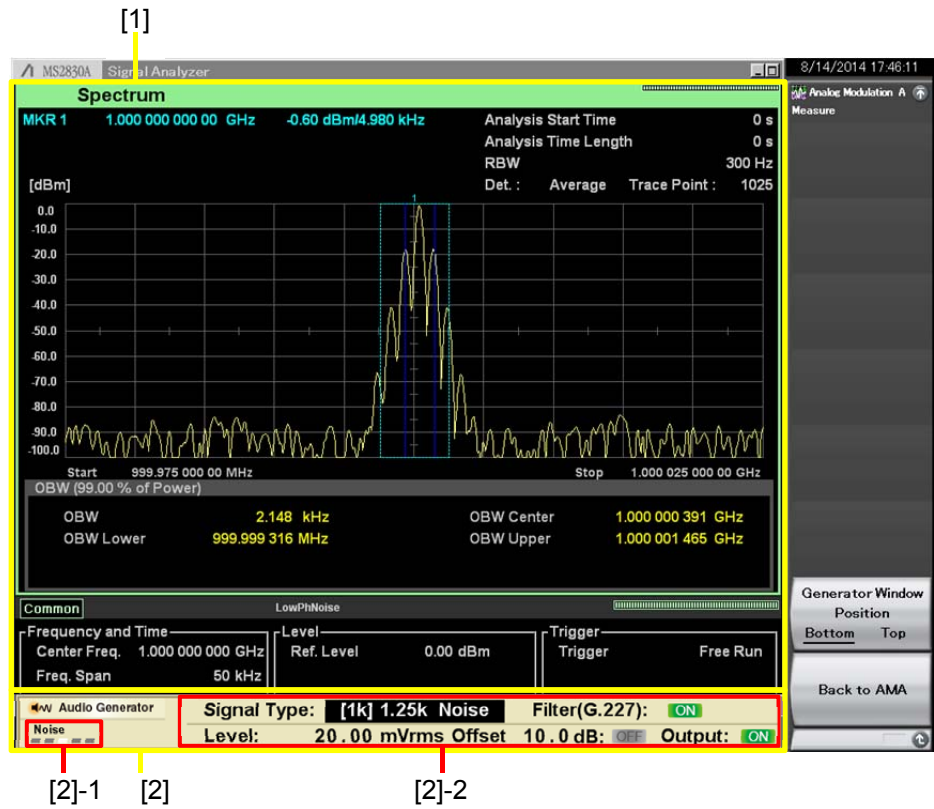 [1]
MS2830A Signal Analyzer
8/14/2014 17:46:11
Spectrum
Analog Modulation A
Measure
MKR 1 1.000 000 000 00 GHz -0.60 dBm/4.980 kHz
Analysis Start Time 0 s
Analysis Time Length 0 s
RBW 300 Hz
[dBm]
Det. : Average Trace Point : 1025
1
0.0
-10.0
-20.0
-30.0
-40.0
-50.0
-60.0
-70.0
-80.0
-90.0
-100.0
Start 999.975 000 00 MHz Stop 1.000 025 000 00 GHz
OBW (99.00 % of Power)
OBW 2.148 kHz OBW Center 1.000 000 391 GHz
OBW Lower 999.999 316 MHz OBW Upper 1.000 001 465 GHz
Common LowPhNoise
Frequency and Time Level Trigger
Center Freq. 1.000 000 000 GHz Ref. Level 0.00 dBm Trigger Free Run
Freq. Span 50 kHz
Generator Window
Position
Bottom Top
Back to AMA
Audio Generator
Signal Type: [1k] 1.25k Noise Filter(G.227): ON
Noise
Level: 20.00 mVrms Offset 10.0 dB: OFF Output: ON
[2]-1 [2] [2]-2